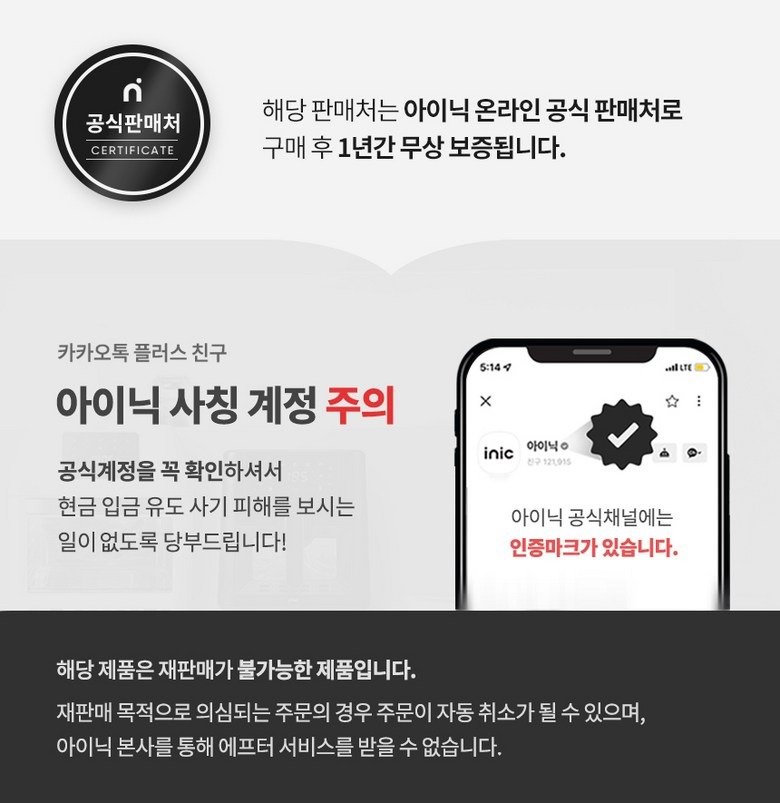 공식판매처
CERTIFICATE
해당 판매처는 아이닉 온라인 공식 판매처로
구매 후 1년간 무상 보증됩니다.
카카오톡 플러스 친구
아이닉 사칭 계정 주의
공식계정을 꼭 확인하셔서
현금 입금 유도 사기 피해를 보시는
일이 없도록 당부드립니다!
5:14
LTE
inic
아이닉
친구 121,915
아이닉 공식채널에는
인증마크가 있습니다.
해당 제품은 재판매가 불가능한 제품입니다.
재판매 목적으로 의심되는 주문의 경우 주문이 자동 취소가 될 수 있으며,
아이닉 본사를 통해 에프터 서비스를 받을 수 없습니다.